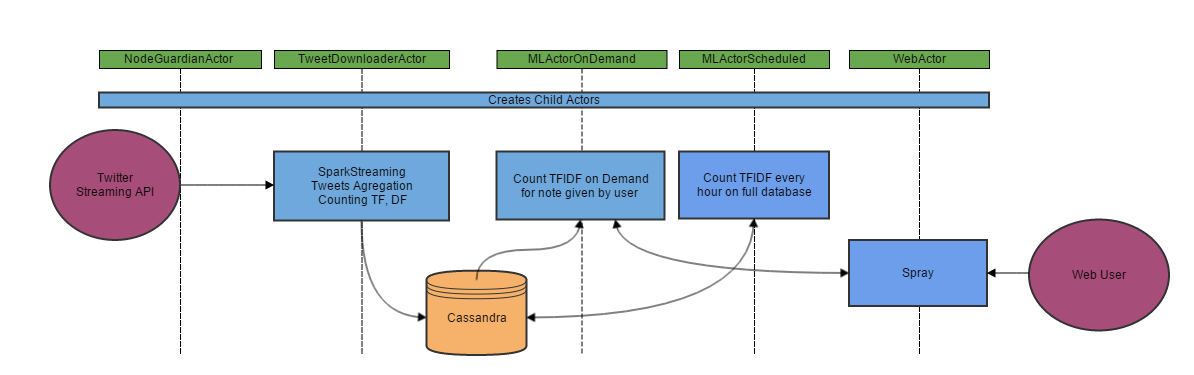 NodeGuardianActor
TweetDownloaderActor
MLActorOnDemand
MLActorScheduled
WebActor
Creates Child Actors
Twitter
Streaming API
SparkStreaming
Tweets Agregation
Counting TF, DF
Count TFIDF on Demand
for note given by user
Count TFIDF every
hour on full database
Spray
Web User
Cassandra